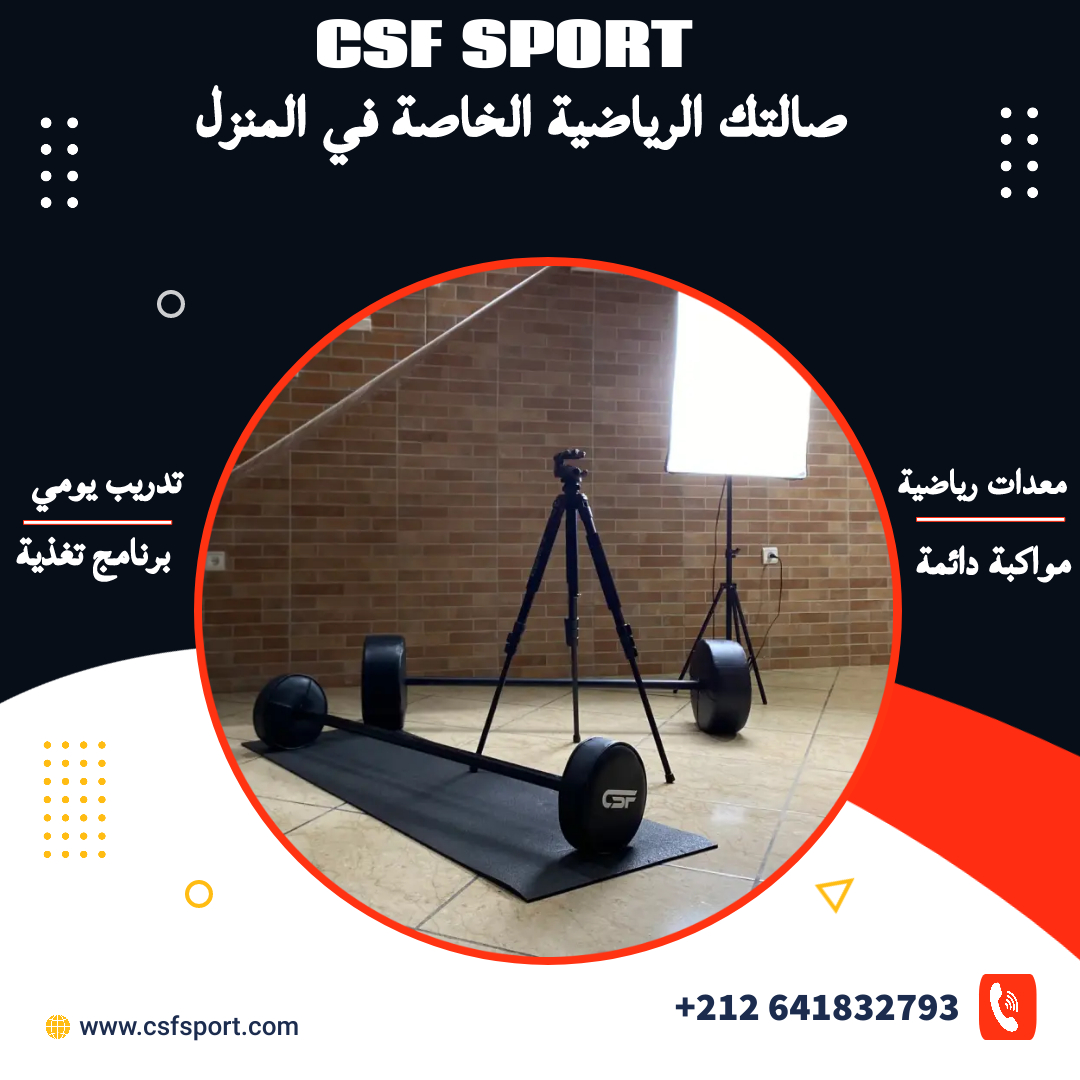 CSF SPORT
صالتك الرياضية الخاصة في المنزل
معدات رياضية
مواكبة دائمة
تدريب يومي
برنامج تغذية
CSF
www.csfsport.com
+212 641832793